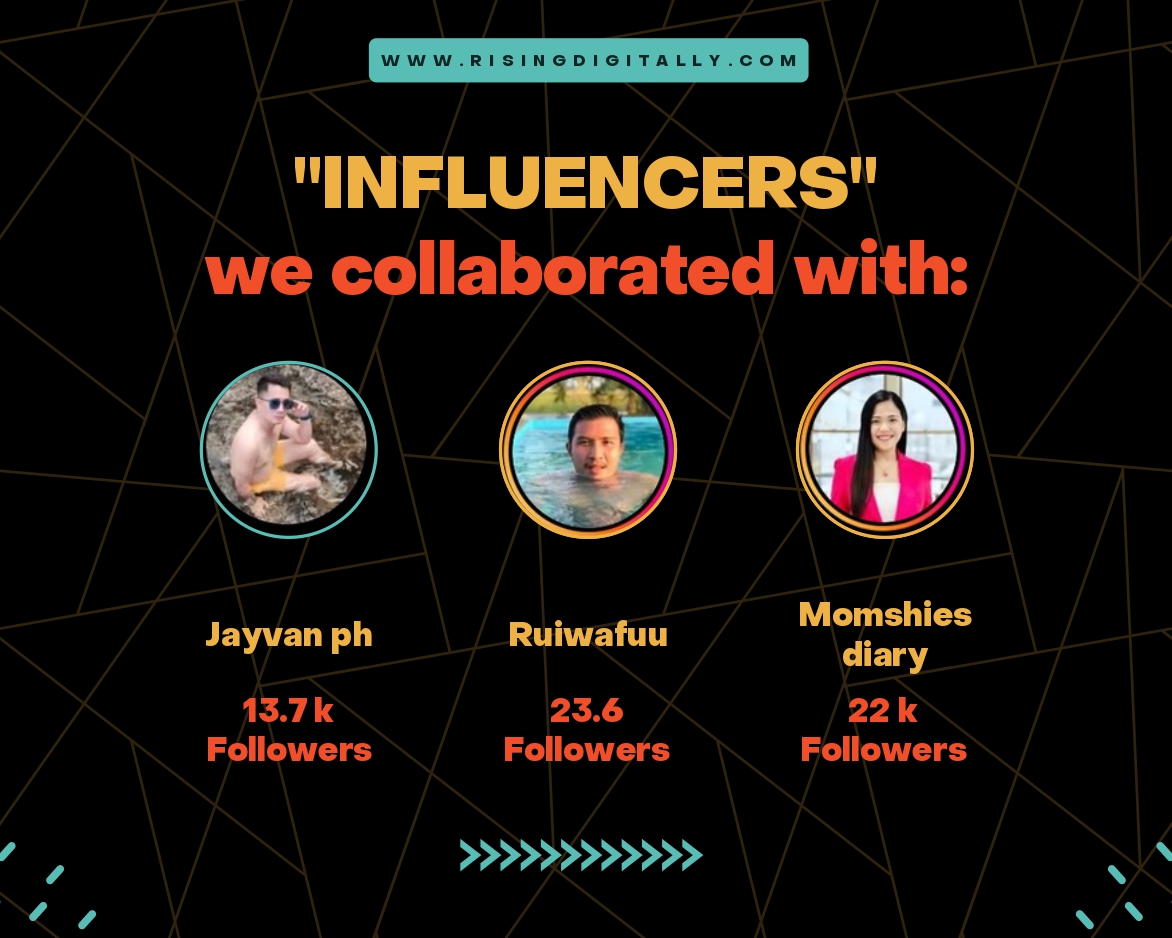 WWW.RISINGDIGITALLY.COM
"INFLUENCERS"
we collaborated with:
Jayvan ph
13.7 k
Followers
Ruiwafuu
23.6
Followers
Momshies
diary
22 k
Followers